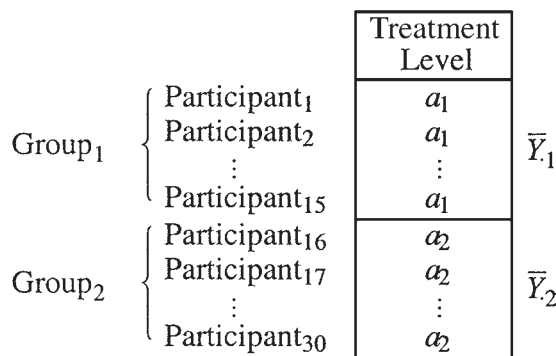 Treatment
Level
Participant₁ a₁
Group₁ { Participant₂ a₁ Ȳ.₁
⋮ ⋮
Participant₁₅ a₁
Participant₁₆ a₂
Group₂ { Participant₁₇ a₂ Ȳ.₂
⋮ ⋮
Participant₃₀ a₂